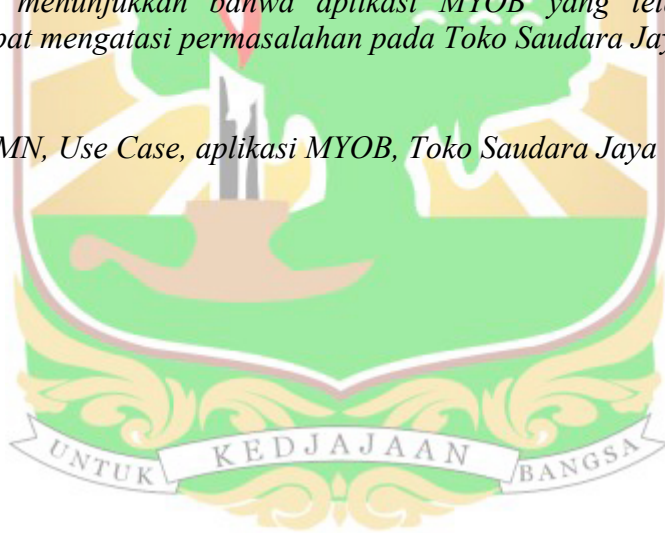 menunjukkan bahwa aplikasi MYOB yang
pat mengatasi permasalahan pada Toko Saudara Jay
MN, Use Case, aplikasi MYOB, Toko Saudara Jaya
UNTUK KEDJAJAAN BANGSA